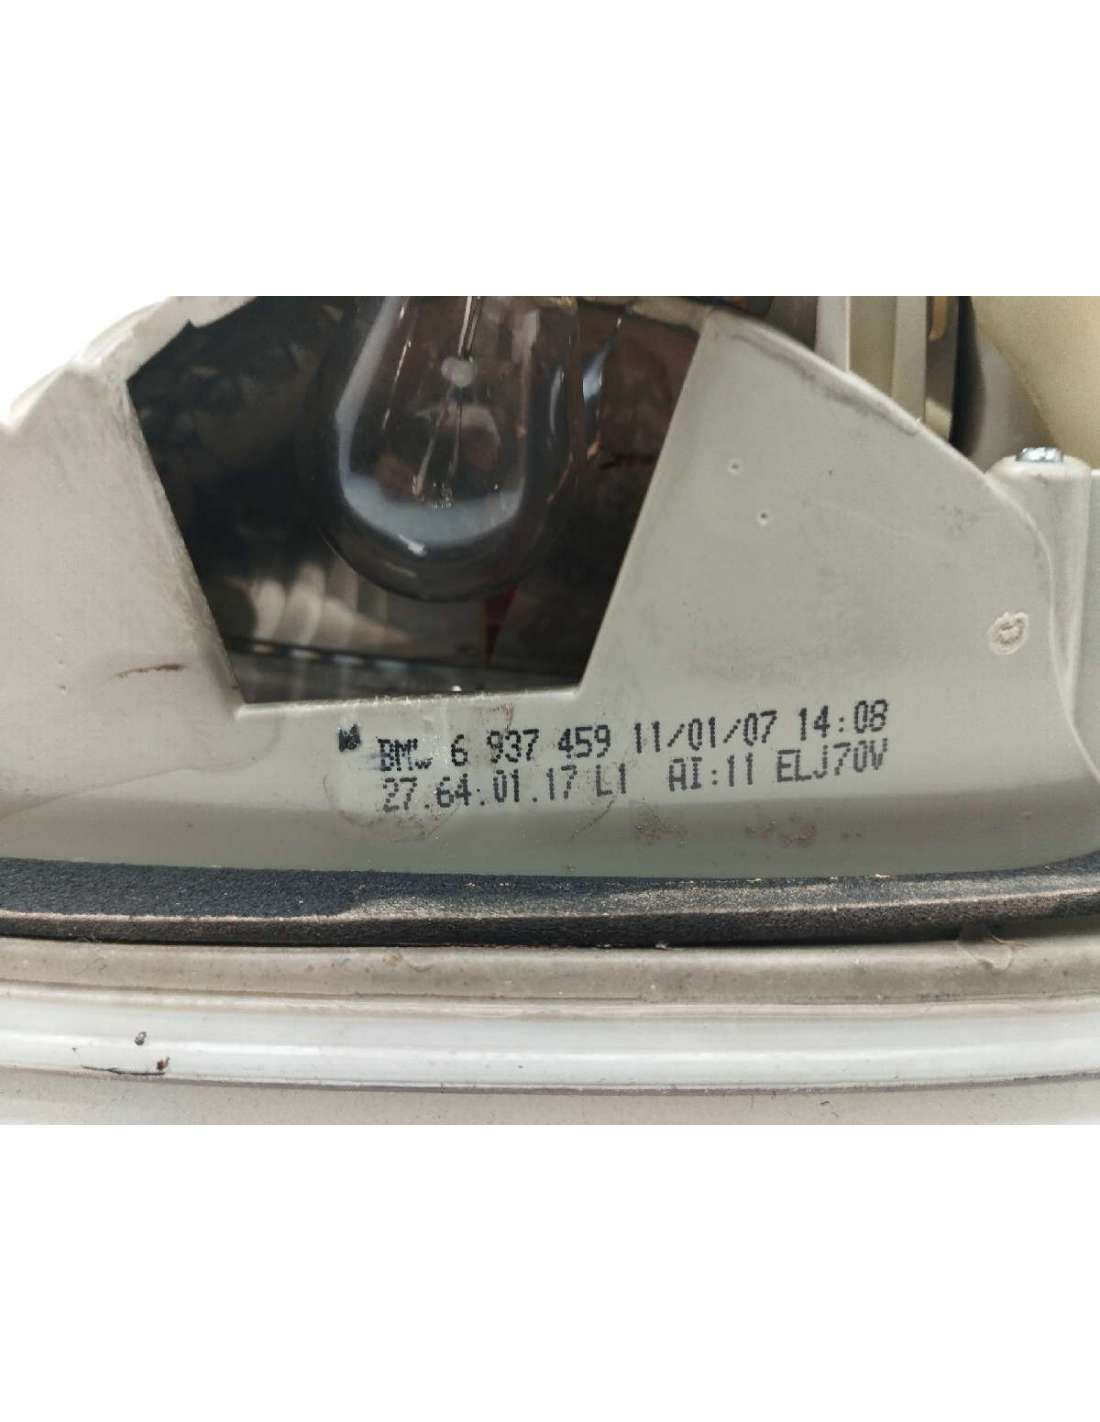 BMW 6 937 459 11/01/07 14:08
27.64.01.17 L1 AI:11 ELJ70V